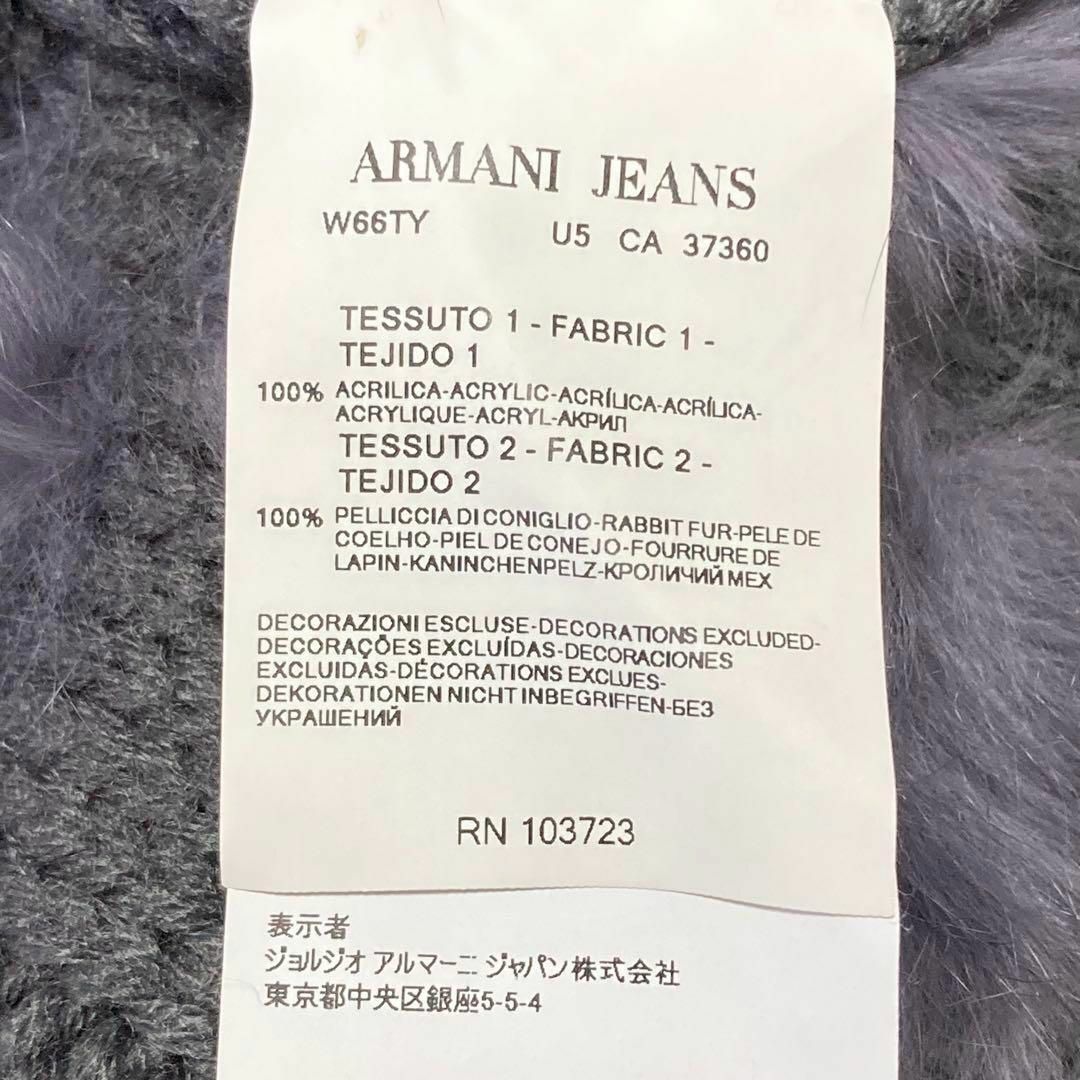 ARMANI JEANS
W66TY U5 CA 37360
TESSUTO 1 - FABRIC 1 -
TEJIDO 1
100% ACRILICA-ACRYLIC-ACRÍLICA-ACRÍLICA-
ACRYLIQUE-ACRYL-АКРИЛ
TESSUTO 2 - FABRIC 2 -
TEJIDO 2
100% PELLICCIA DI CONIGLIO-RABBIT FUR-PELE DE
COELHO-PIEL DE CONEJO-FOURRURE DE
LAPIN-KANINCHENPELZ-КРОЛИЧИЙ МЕХ
DECORAZIONI ESCLUSE-DECORATIONS EXCLUDED-
DECORAÇÕES EXCLUÍDAS-DECORACIONES
EXCLUIDAS-DÉCORATIONS EXCLUES-
DEKORATIONEN NICHT INBEGRIFFEN-БЕЗ
УКРАШЕНИЙ
RN 103723
表示者
ジョルジオ アルマーニ ジャパン株式会社
東京都中央区銀座5-5-4